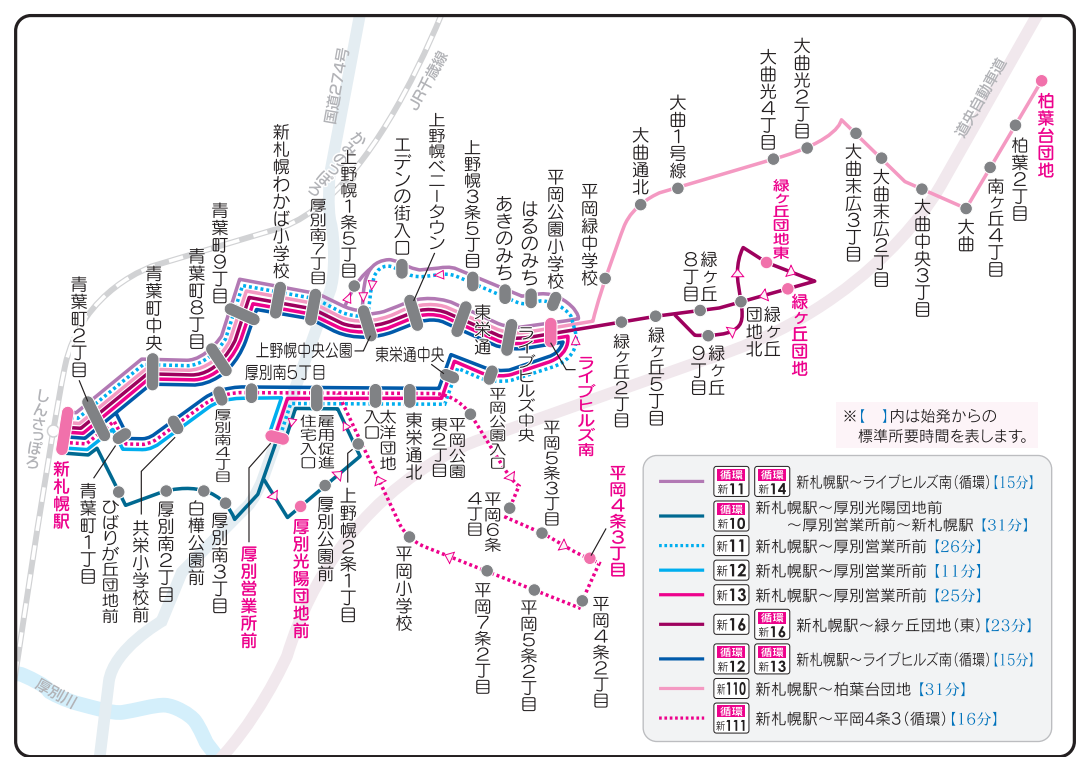 国道274号
JR千歳線
道央自動車道
しんさっぽろ
厚別川
新札幌駅
青葉町2丁目
青葉町中央
青葉町8丁目
青葉町9丁目
新札幌わかば小学校
厚別南7丁目
上野幌1条5丁目
エデンの街入口
上野幌ベニータウン
上野幌3条5丁目
あきのみち
はるのみち
平岡公園小学校
平岡緑中学校
大曲通北
大曲1号線
大曲光4丁目
大曲光2丁目
大曲末広3丁目
大曲末広2丁目
大曲中央3丁目
大曲
南ヶ丘4丁目
柏葉2丁目
柏葉台団地
緑ヶ丘団地東
緑ヶ丘団地
緑ヶ丘
団地北
緑ヶ丘
8丁目
緑ヶ丘
9丁目
緑ヶ丘5丁目
緑ヶ丘2丁目
ライブヒルズ南
ライブヒルズ中央
東栄通
上野幌中央公園
東栄通中央
厚別南5丁目
厚別南4丁目
雇用促進
住宅入口
太洋団地
入口
東栄通北
平岡公園
東2丁目
平岡公園入口
平岡5条3丁目
平岡6条
4丁目
平岡4条3丁目
平岡4条2丁目
平岡5条2丁目
平岡7条2丁目
平岡小学校
上野幌2条1丁目
厚別公園前
厚別光陽団地前
厚別営業所前
厚別南3丁目
白樺公園前
厚別南2丁目
共栄小学校前
ひばりが丘団地前
青葉町1丁目
※【　】内は始発からの
標準所要時間を表します。
循環 新11 循環 新14 新札幌駅〜ライブヒルズ南(循環)【15分】
循環 新10 新札幌駅〜厚別光陽団地前
〜厚別営業所前〜新札幌駅【31分】
新11 新札幌駅〜厚別営業所前【26分】
新12 新札幌駅〜厚別営業所前【11分】
新13 新札幌駅〜厚別営業所前【25分】
新16 循環 新16 新札幌駅〜緑ヶ丘団地(東)【23分】
循環 新12 循環 新13 新札幌駅〜ライブヒルズ南(循環)【15分】
新110 新札幌駅〜柏葉台団地【31分】
循環 新111 新札幌駅〜平岡4条3(循環)【16分】